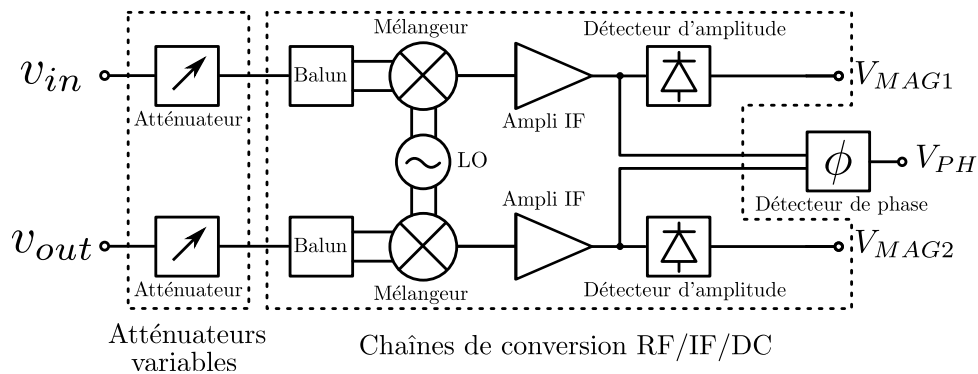 Mélangeur
Détecteur d'amplitude
v_in
Balun
V_MAG1
Atténuateur
Ampli IF
LO
ϕ
V_PH
Ampli IF
Détecteur de phase
v_out
Balun
V_MAG2
Atténuateur
Mélangeur
Détecteur d'amplitude
Atténuateurs
variables
Chaînes de conversion RF/IF/DC